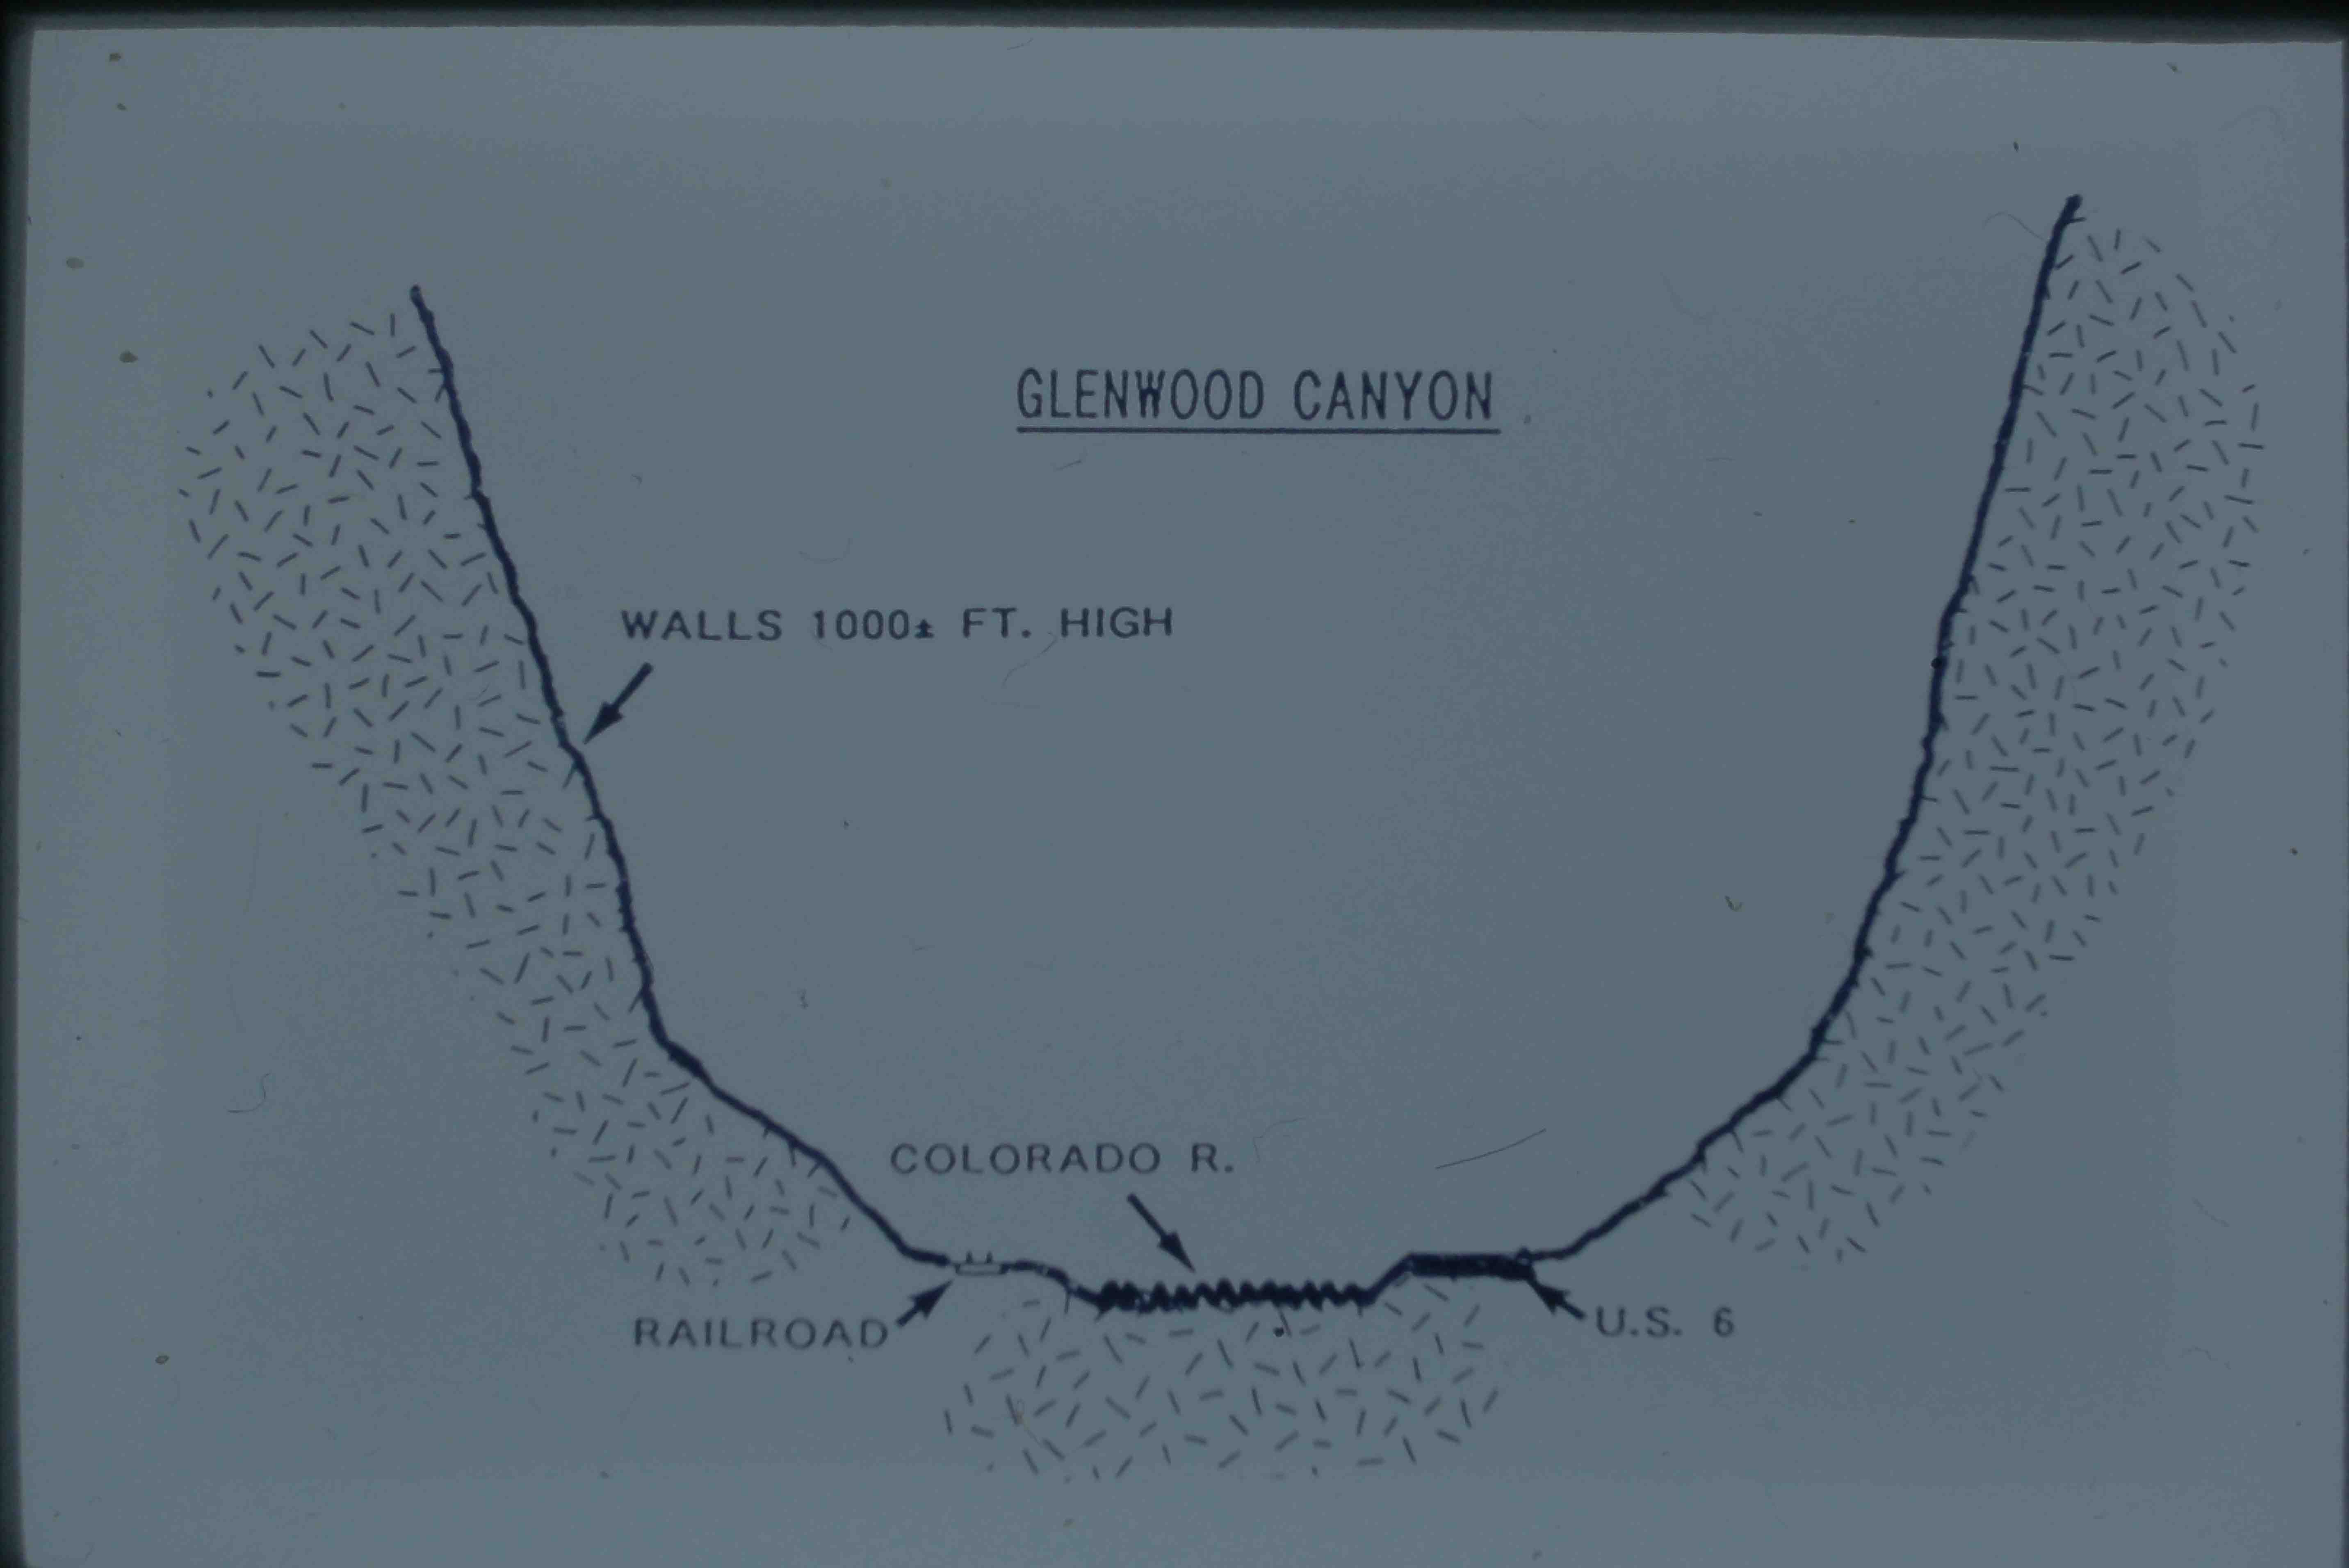 GLENWOOD CANYON
WALLS 1000± FT. HIGH
COLORADO R.
RAILROAD
U.S. 6